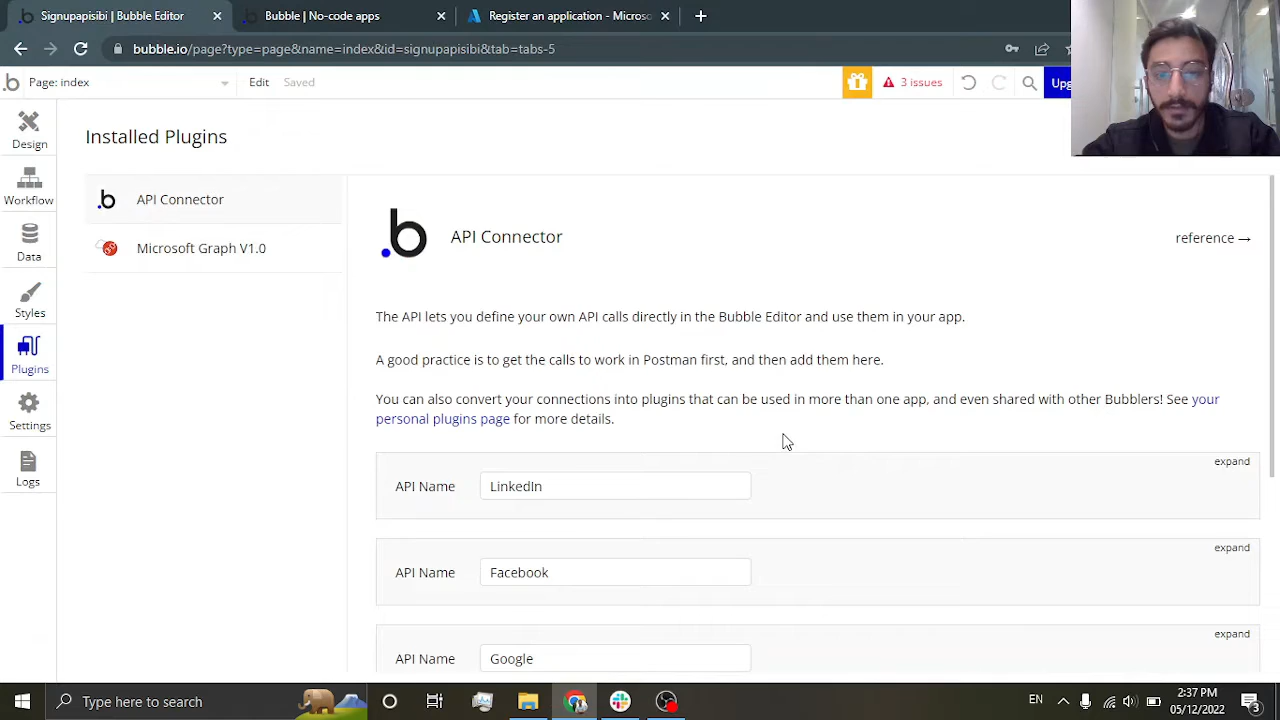 Signupapisibi | Bubble Editor
Bubble | No-code apps
Register an application - Micros
bubble.io/page?type=page&name=index&id=signupapisibi&tab=tabs-5
Page: index
Edit
Saved
3 issues
Upg
Design
Workflow
Data
Styles
Plugins
Settings
Logs
Installed Plugins
API Connector
Microsoft Graph V1.0
API Connector
reference →
The API lets you define your own API calls directly in the Bubble Editor and use them in your app.
A good practice is to get the calls to work in Postman first, and then add them here.
You can also convert your connections into plugins that can be used in more than one app, and even shared with other Bubblers! See your
personal plugins page for more details.
expand
API Name
LinkedIn
expand
API Name
Facebook
expand
API Name
Google
Type here to search
EN
2:37 PM
05/12/2022
3